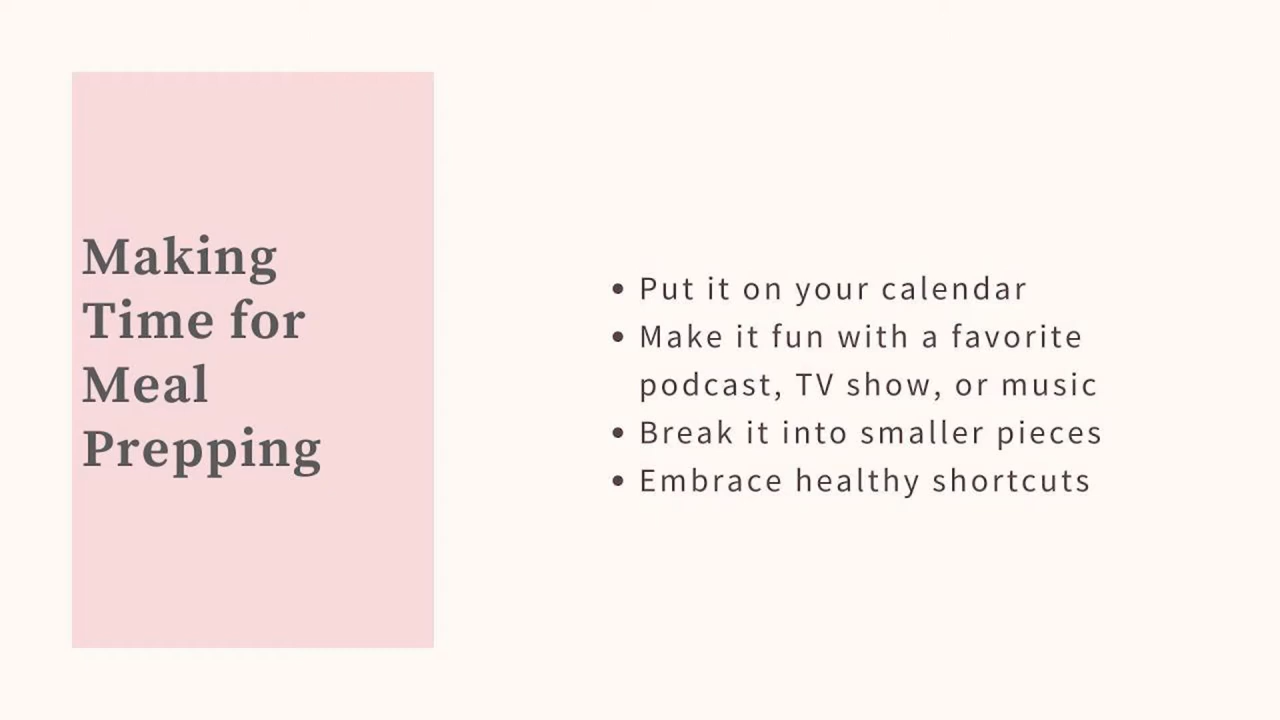 Making
Time for
Meal
Prepping
• Put it on your calendar
• Make it fun with a favorite
podcast, TV show, or music
• Break it into smaller pieces
• Embrace healthy shortcuts